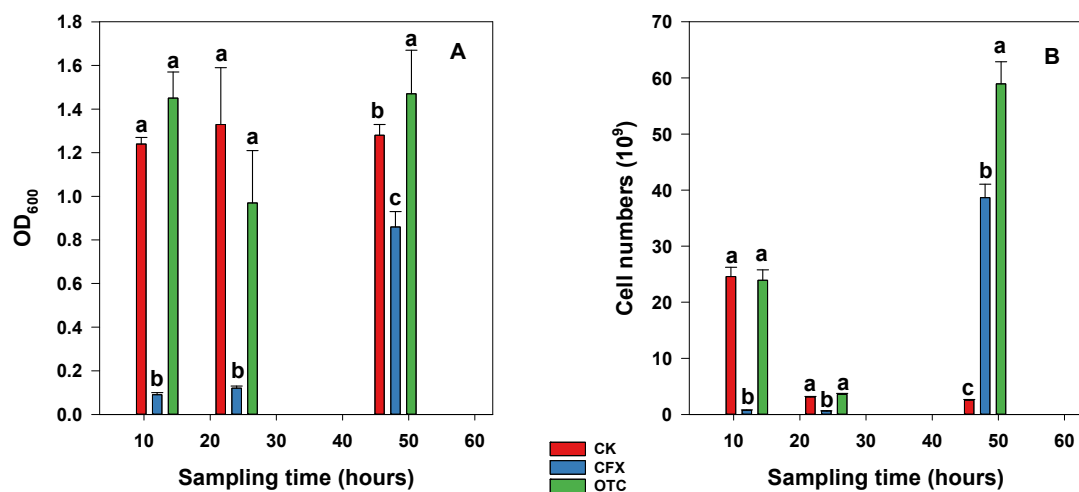 1.8
1.6
1.4
1.2
1.0
0.8
0.6
0.4
0.2
0.0
OD600
a
b
a
a
b
a
b
c
a
A
10 20 30 40 50 60
Sampling time (hours)
70
60
50
40
30
20
10
0
Cell numbers (10⁹)
a
b
a
a
b
a
c
b
a
B
10 20 30 40 50 60
Sampling time (hours)
CK
CFX
OTC